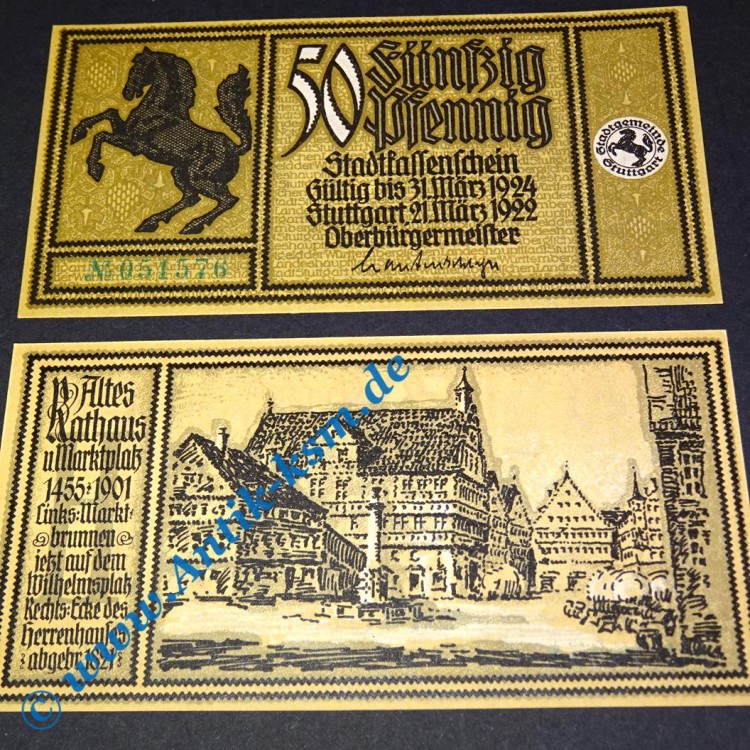 50 Fünfzig
Pfennig
Stadtkassenschein
Gültig bis 31. März 1924
Stuttgart 21. März 1922
Oberbürgermeister
№ 051576
Stadtgemeinde
Stuttgart
Altes
Rathaus
u. Marktplatz
1455-1901
Links: Markt-
brunnen
jetzt auf dem
Wilhelmsplatz
Rechts: Ecke des
Herrenhauses
abgebr. 1821
© www.Antik-ksm.de